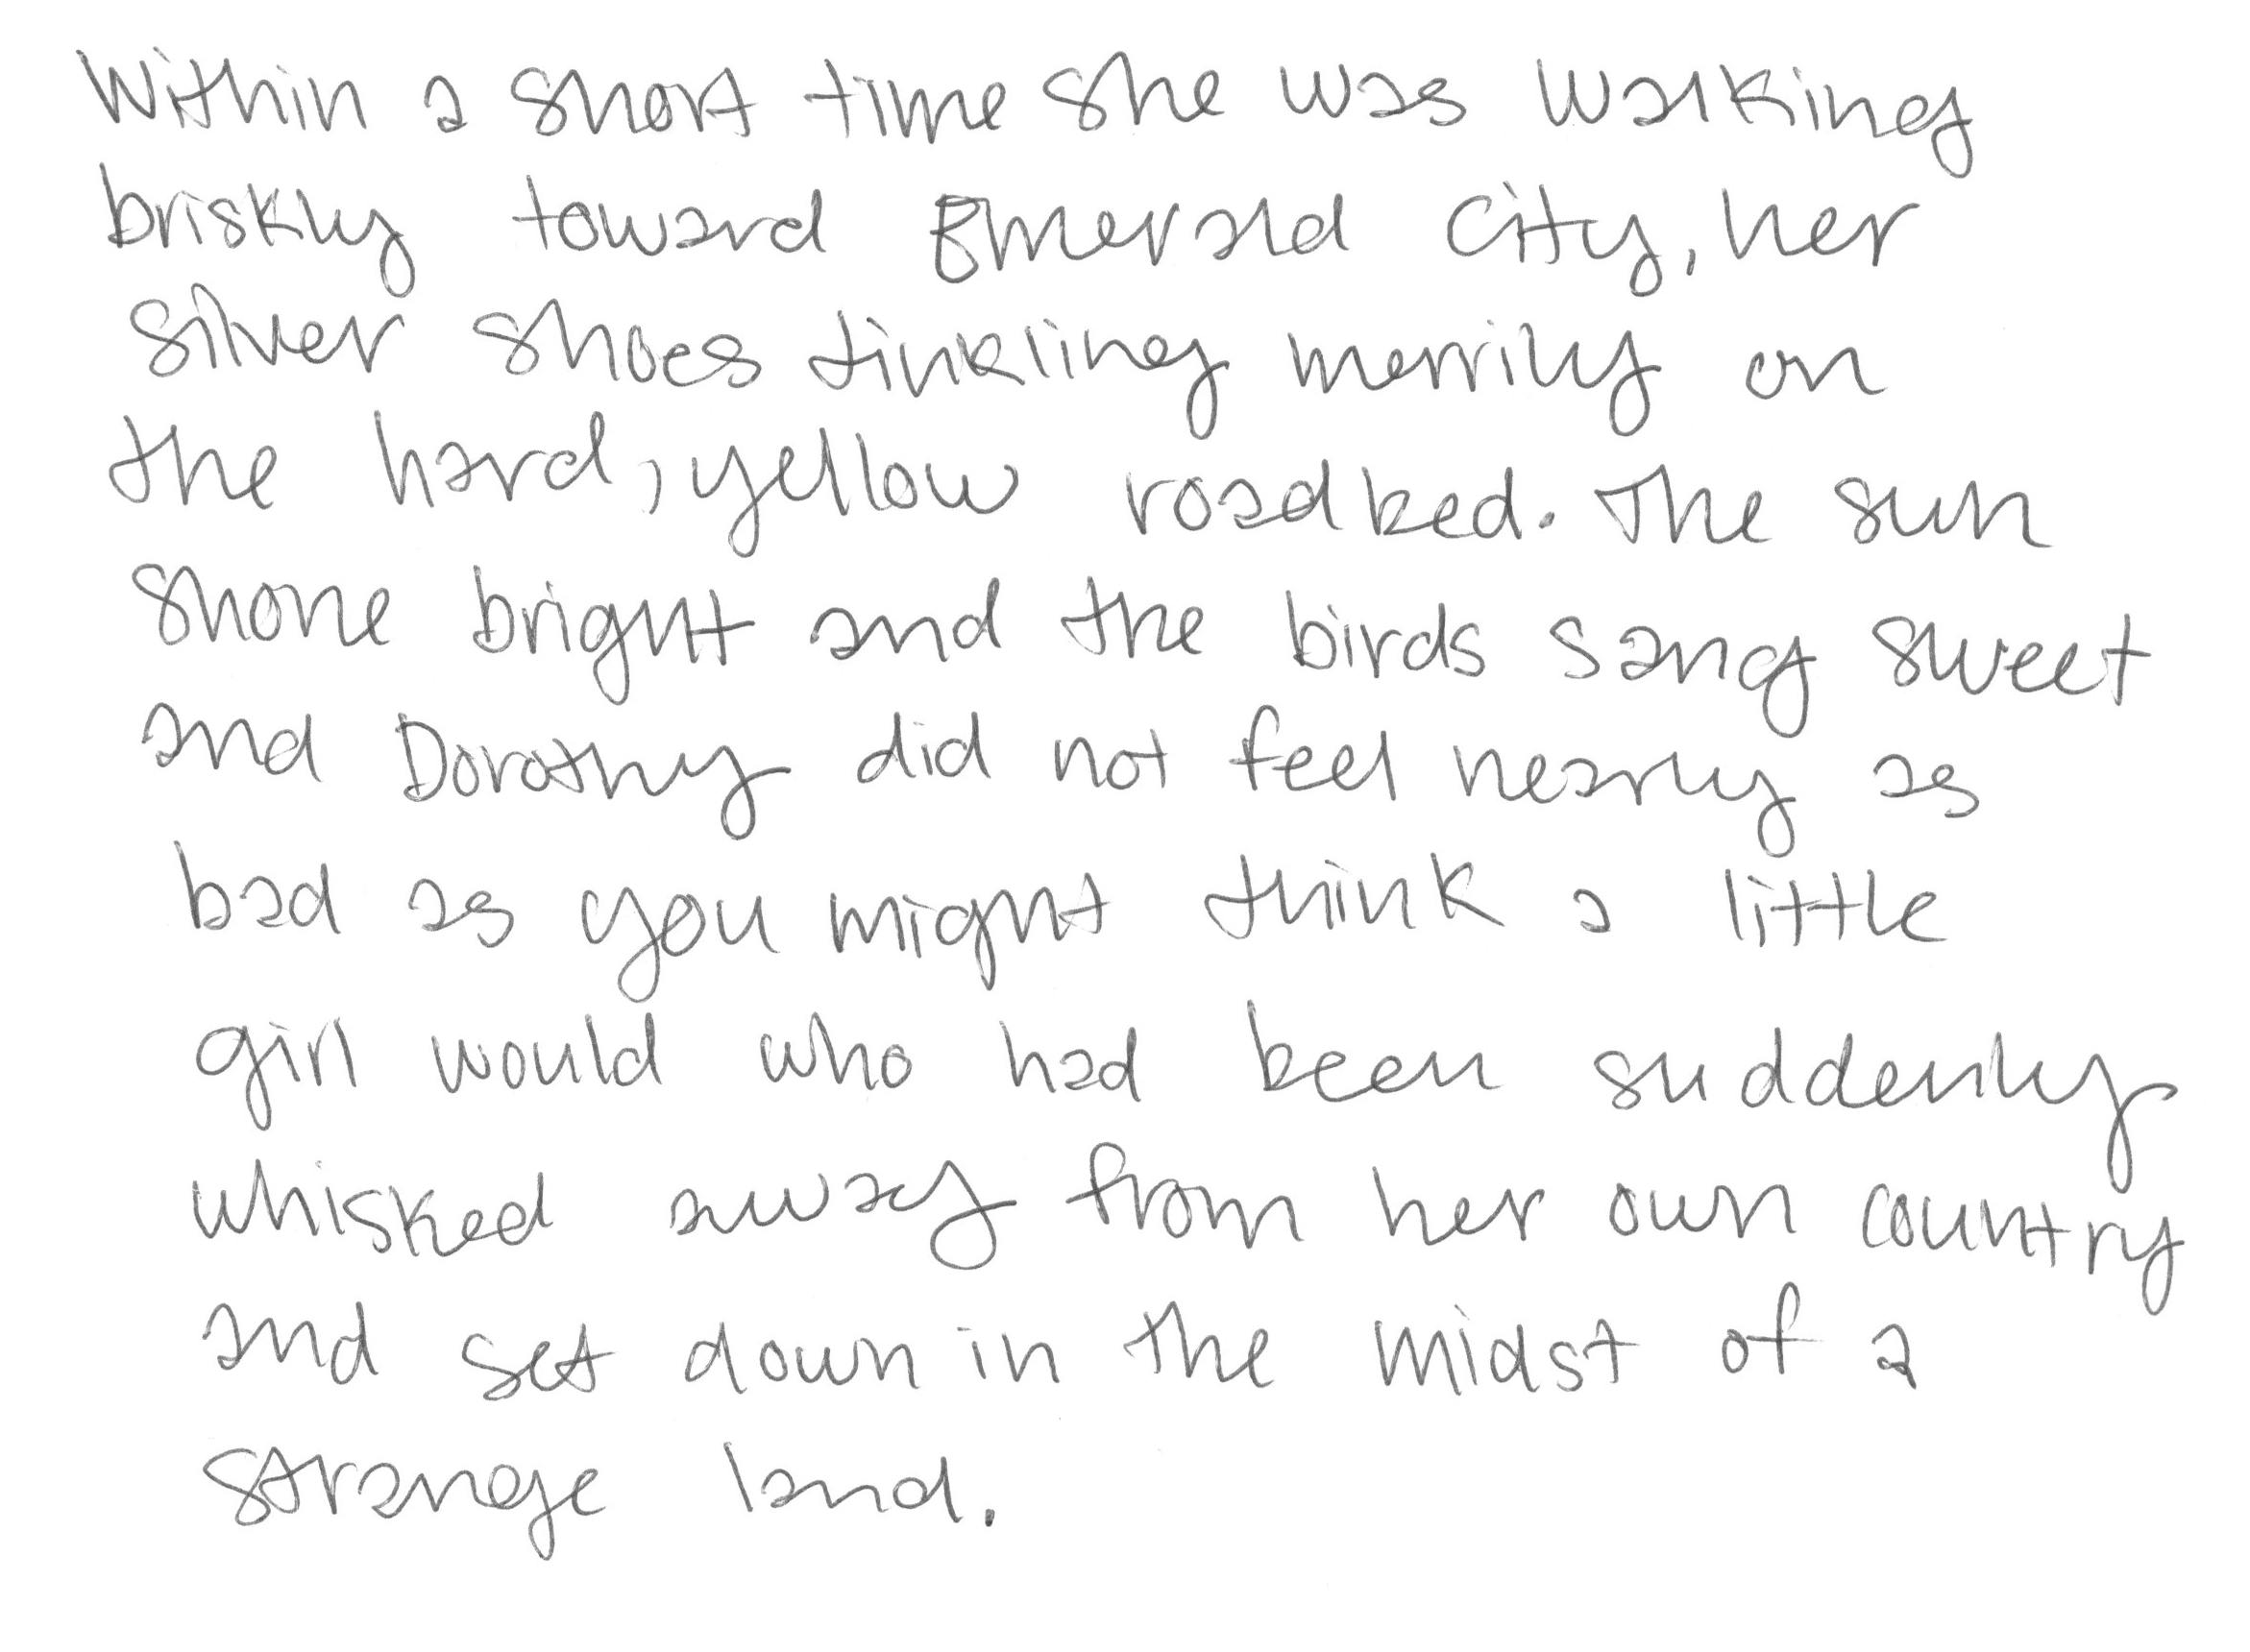 Within a short time she was walking
briskly toward Emerald City, her
silver shoes tinkling merrily on
the hard, yellow roadbed. The sun
shone bright and the birds sang sweet
and Dorothy did not feel nearly as
bad as you might think a little
girl would who had been suddenly
whisked away from her own country
and set down in the midst of a
strange land.